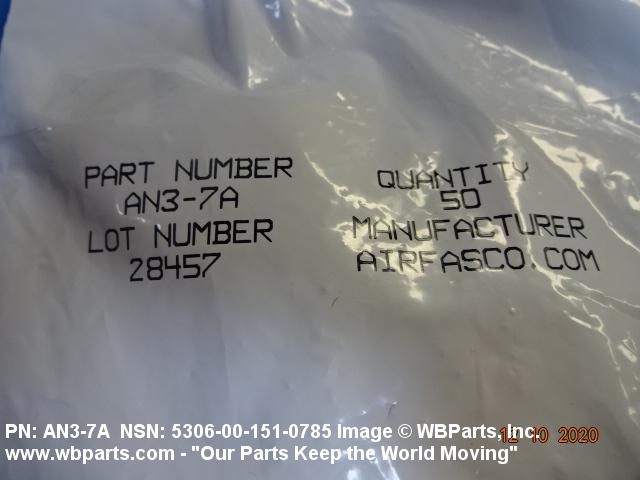 PART NUMBER
AN3-7A
LOT NUMBER
28457
QUANTITY
50
MANUFACTURER
AIRFASCO.COM
PN: AN3-7A NSN: 5306-00-151-0785 Image © WBParts, Inc.
12 10 2020
www.wbparts.com - "Our Parts Keep the World Moving"